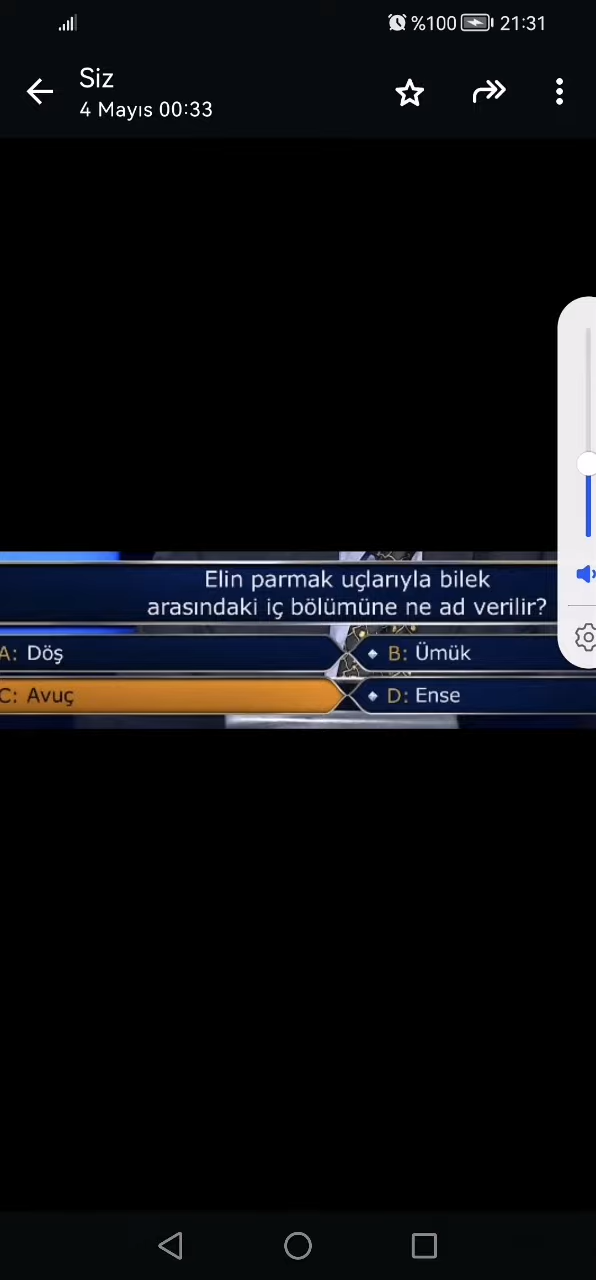 %100 21:31
Siz
4 Mayıs 00:33
Elin parmak uçlarıyla bilek
arasındaki iç bölümüne ne ad verilir?
A: Döş
B: Ümük
C: Avuç
D: Ense